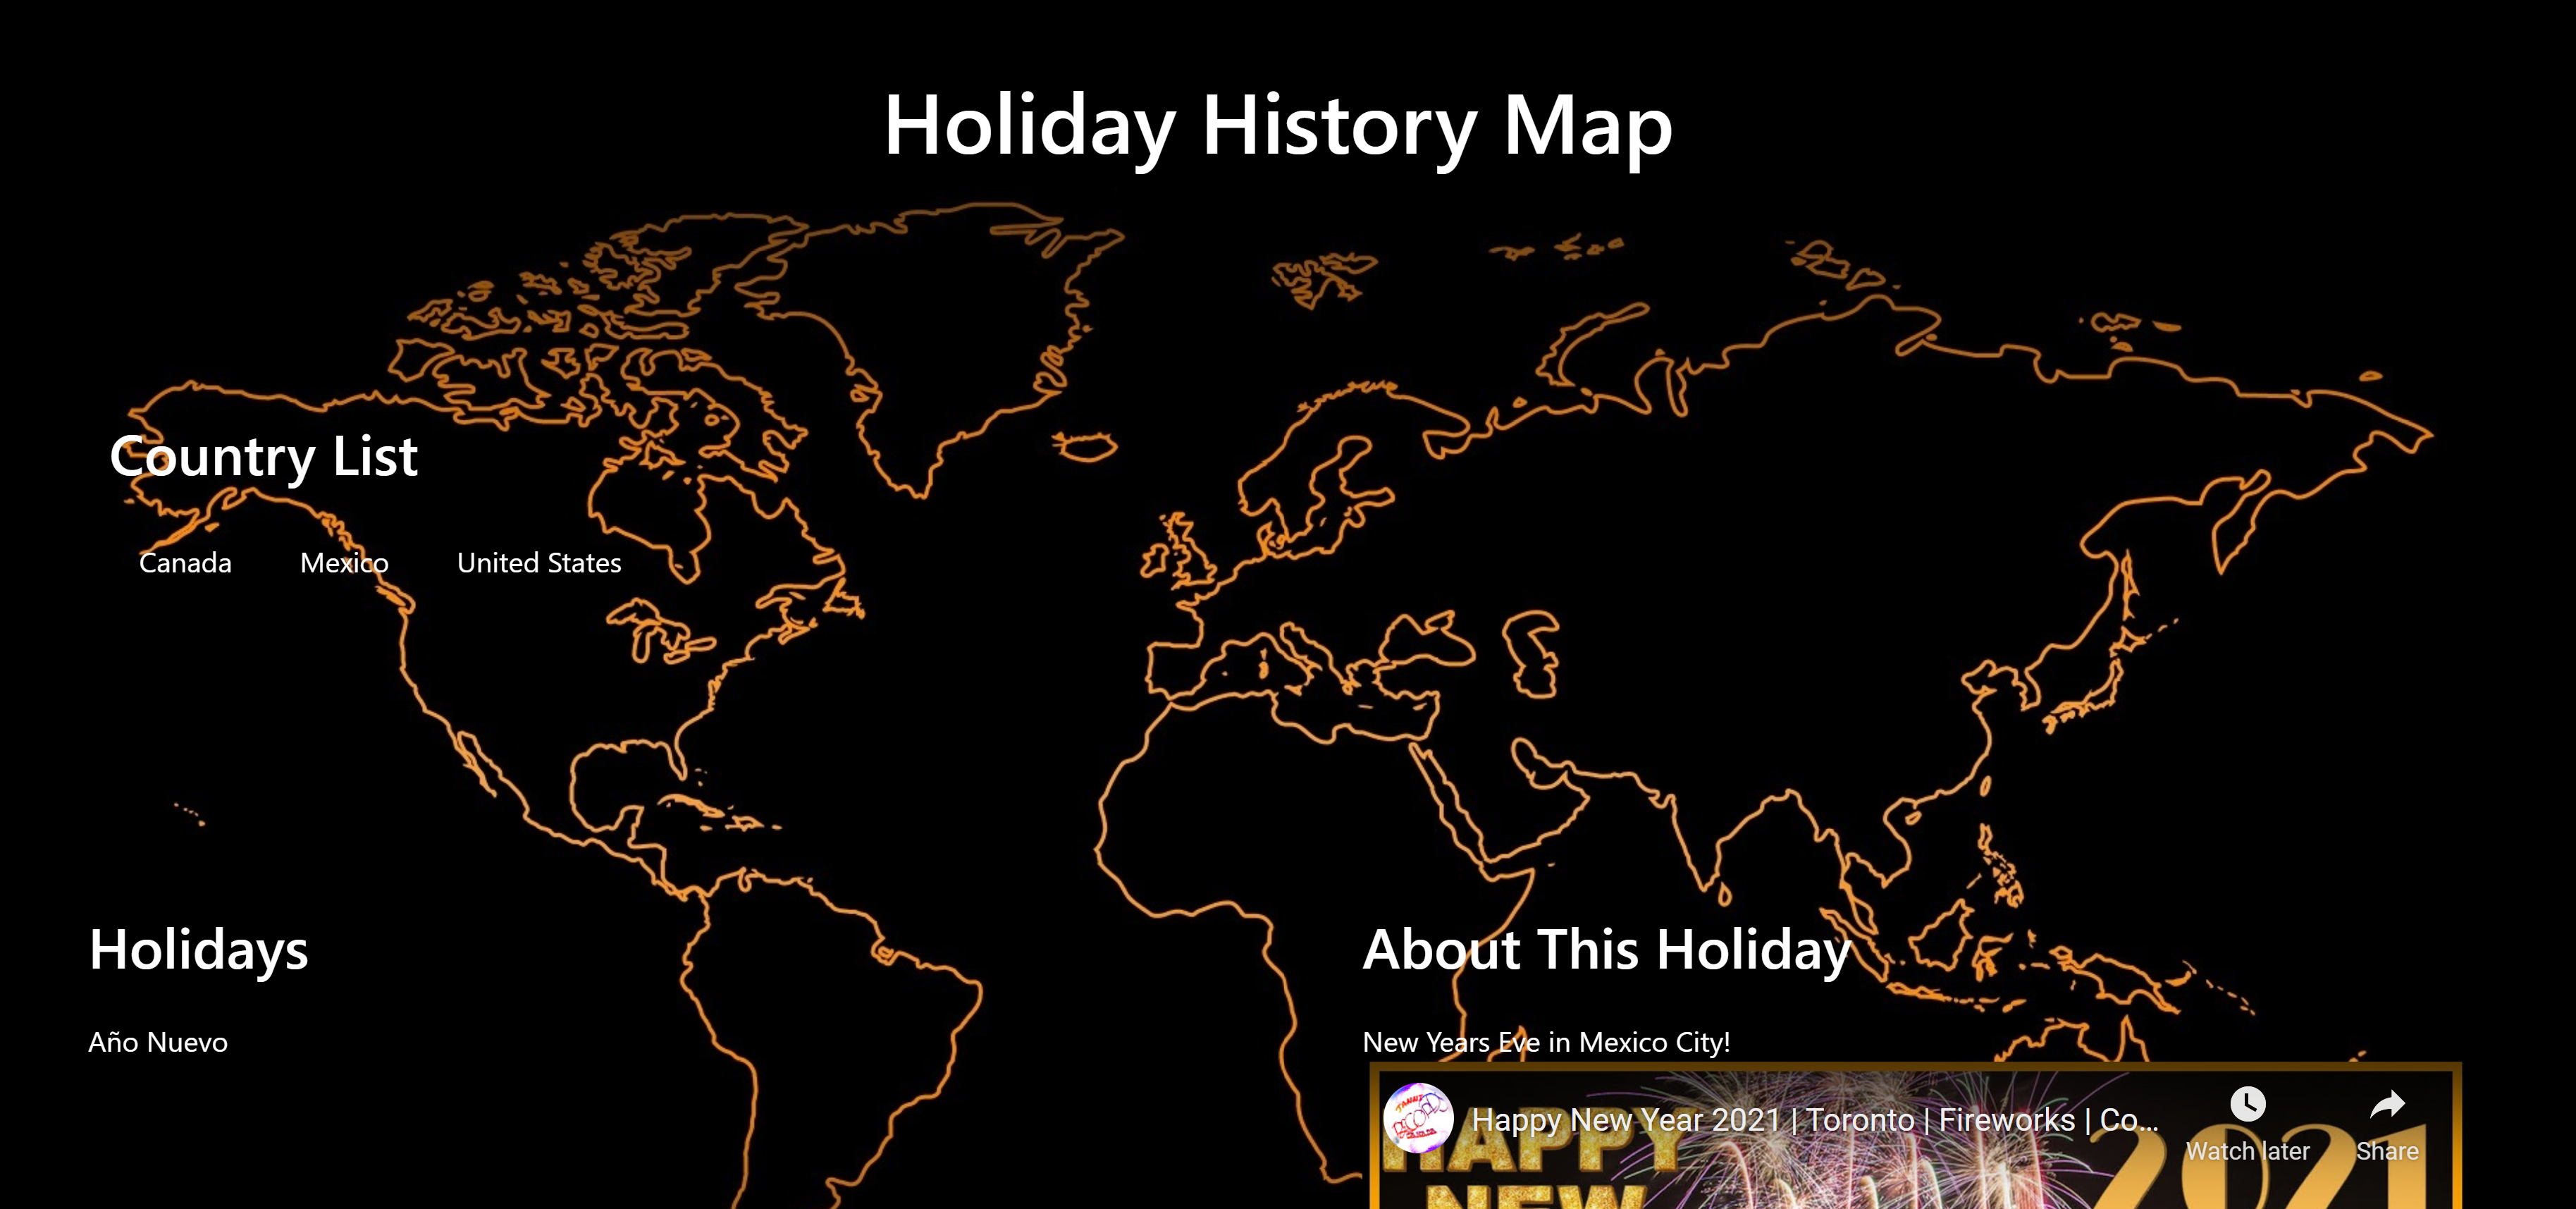 Holiday History Map
Country List
Canada Mexico United States
Holidays
Año Nuevo
About This Holiday
New Years Eve in Mexico City!
Happy New Year 2021 | Toronto | Fireworks | Co...
Watch later
Share
HAPPY
NEW
2021